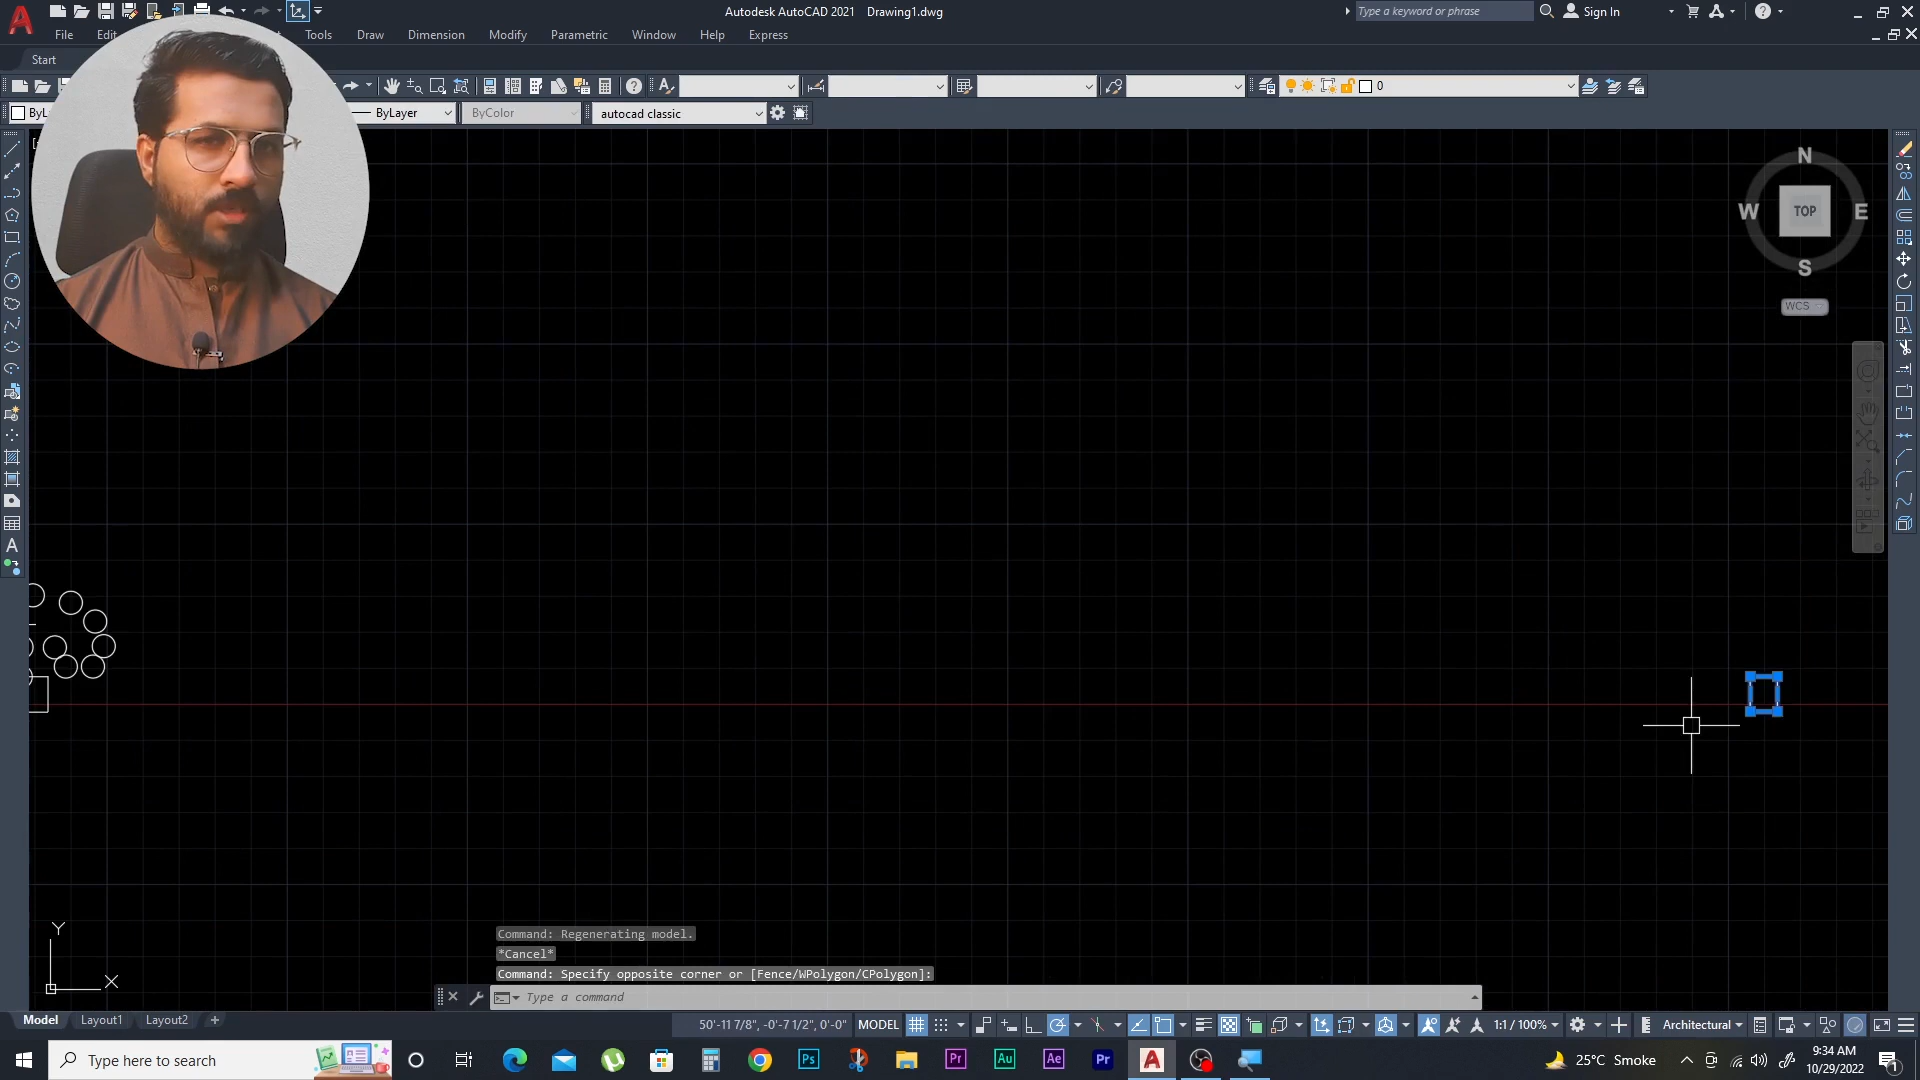 Autodesk AutoCAD 2021 Drawing1.dwg
Type a keyword or phrase
Sign In
File Edit Tools Draw Dimension Modify Parametric Window Help Express
Start
0
ByLayer
ByColor
autocad classic
N
W TOP E
S
WCS
Y
X
Command: Regenerating model.
*Cancel*
Command: Specify opposite corner or [Fence/WPolygon/CPolygon]:
Type a command
Model Layout1 Layout2 +
50'-11 7/8", -0'-7 1/2", 0'-0" MODEL
1:1 / 100%
Architectural
Type here to search
25°C Smoke
9:34 AM
10/29/2022